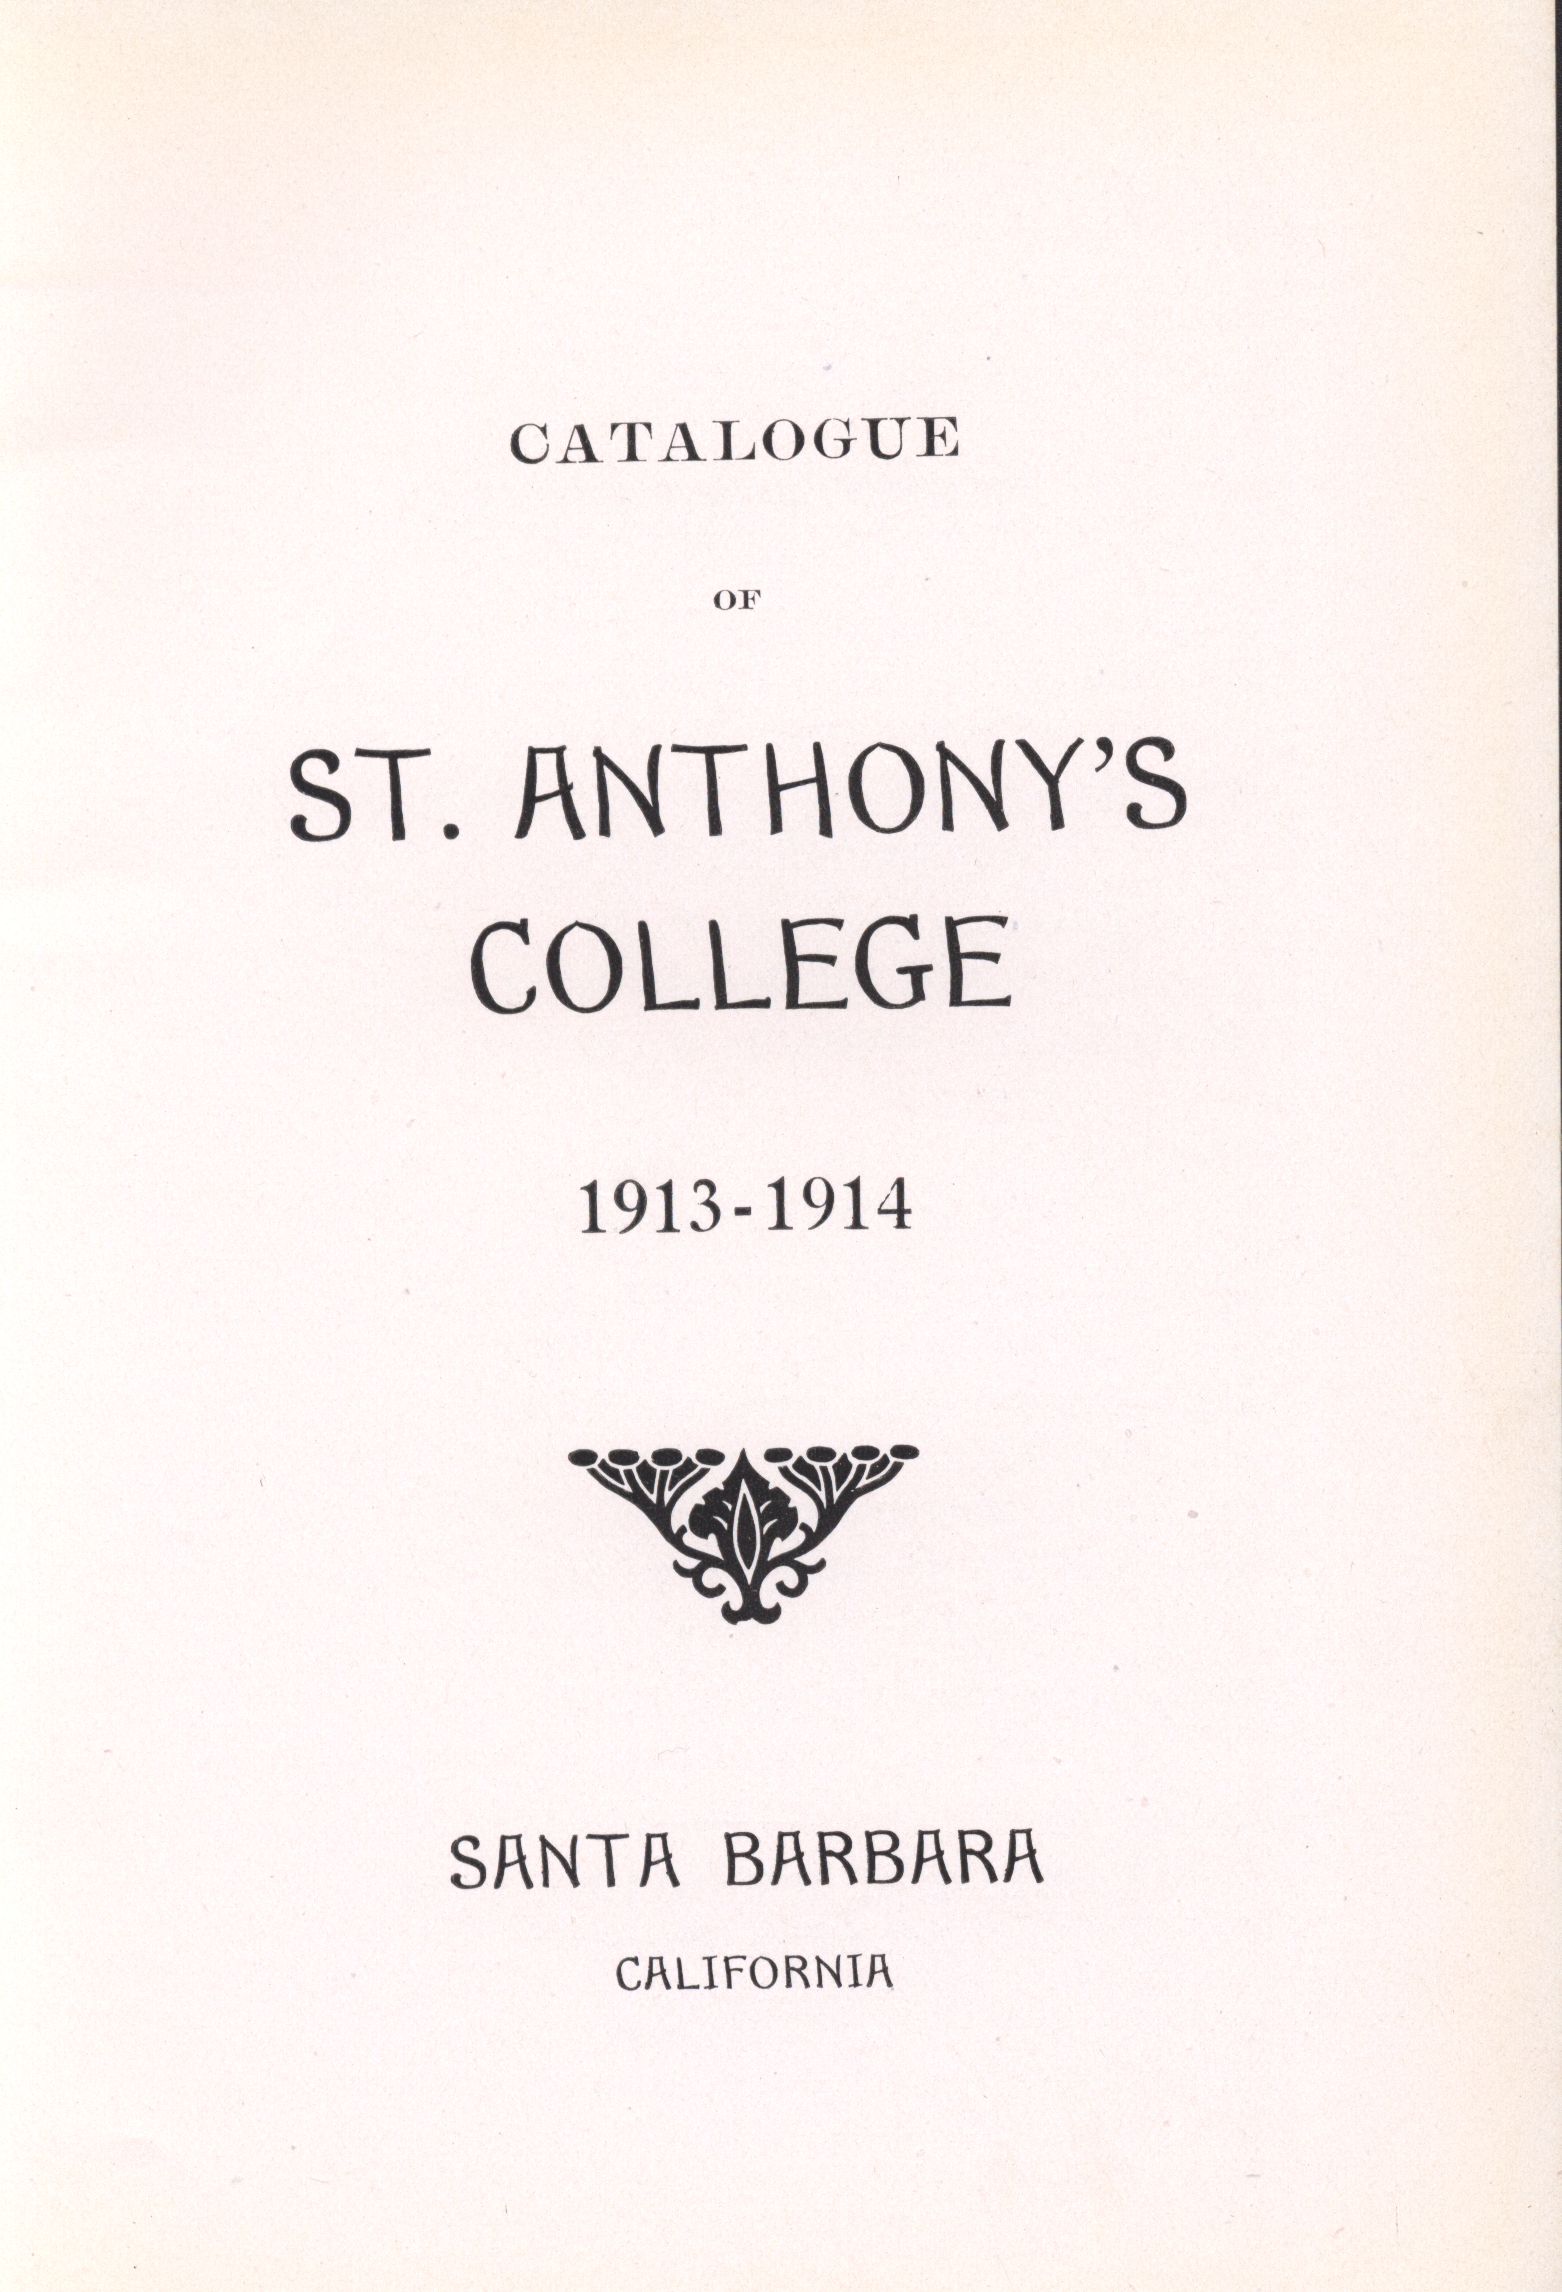 CATALOGUE
OF
ST. ANTHONY'S
COLLEGE
1913-1914
SANTA BARBARA
CALIFORNIA